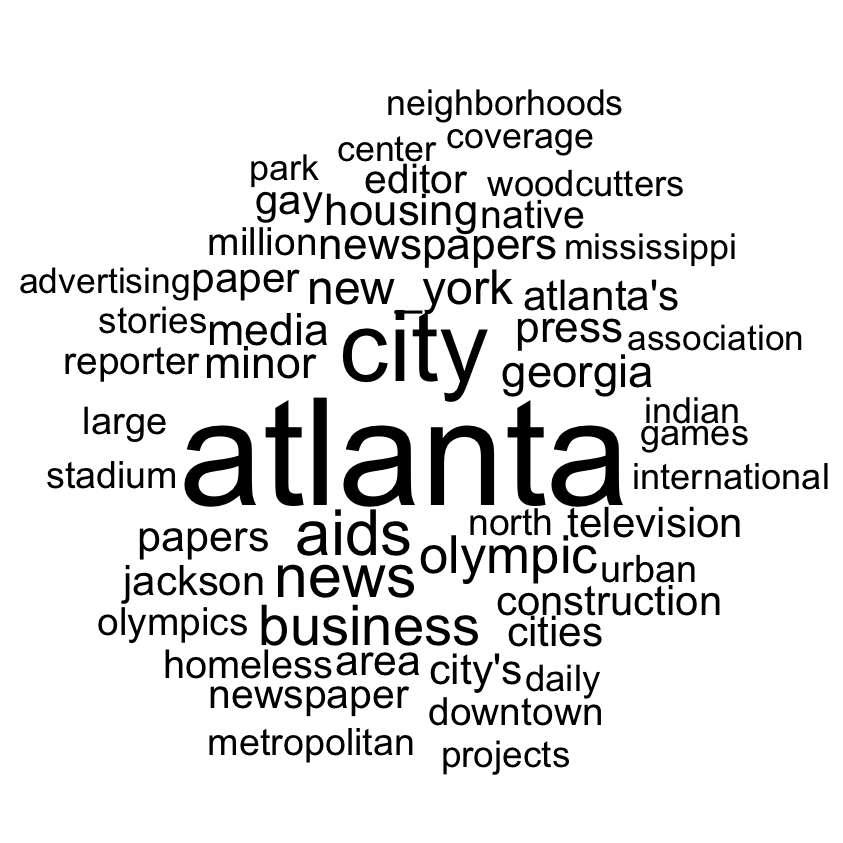 neighborhoods
center coverage
park editor woodcutters
gay housing native
million newspapers mississippi
advertising paper new_york atlanta's
stories media city press association
reporter minor georgia
large atlanta indian
games
stadium international
papers aids north television
jackson news olympic urban
olympics business construction
cities
homeless area city's daily
newspaper downtown
metropolitan projects